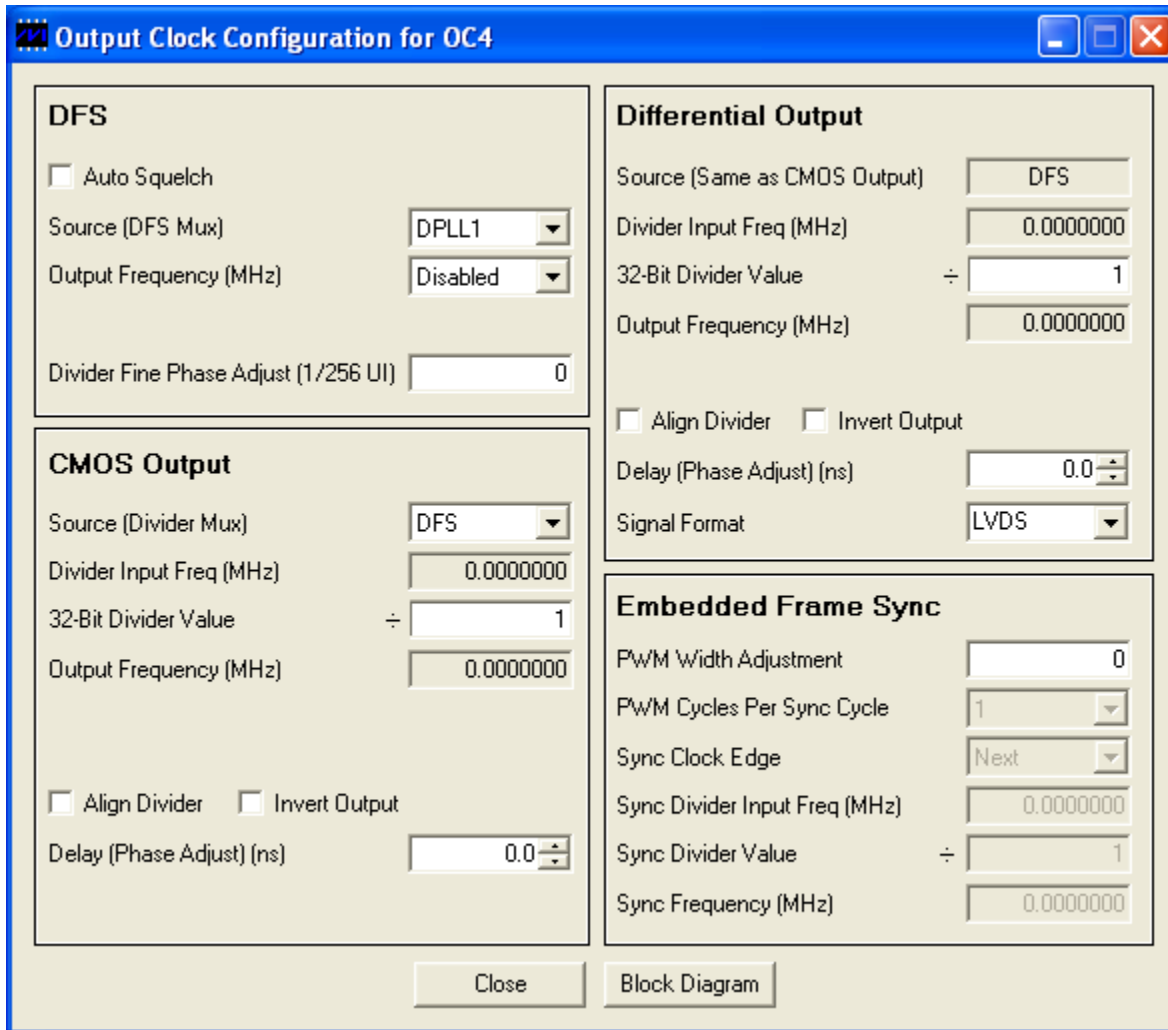 Output Clock Configuration for OC4
DFS
Auto Squelch
Source (DFS Mux) DPLL1
Output Frequency (MHz) Disabled
Divider Fine Phase Adjust (1/256 UI) 0
CMOS Output
Source (Divider Mux) DFS
Divider Input Freq (MHz) 0.0000000
32-Bit Divider Value ÷ 1
Output Frequency (MHz) 0.0000000
Align Divider Invert Output
Delay (Phase Adjust) (ns) 0.0
Differential Output
Source (Same as CMOS Output) DFS
Divider Input Freq (MHz) 0.0000000
32-Bit Divider Value ÷ 1
Output Frequency (MHz) 0.0000000
Align Divider Invert Output
Delay (Phase Adjust) (ns) 0.0
Signal Format LVDS
Embedded Frame Sync
PWM Width Adjustment 0
PWM Cycles Per Sync Cycle 1
Sync Clock Edge Next
Sync Divider Input Freq (MHz) 0.0000000
Sync Divider Value ÷ 1
Sync Frequency (MHz) 0.0000000
Close Block Diagram